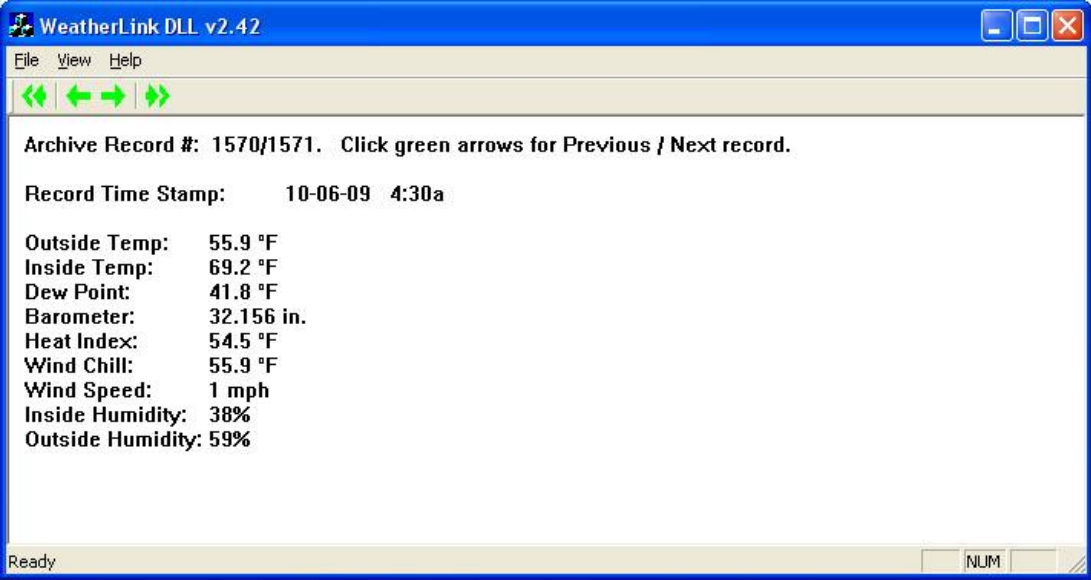 WeatherLink DLL v2.42
File View Help
Archive Record #: 1570/1571. Click green arrows for Previous / Next record.
Record Time Stamp: 10-06-09 4:30a
Outside Temp: 55.9 °F
Inside Temp: 69.2 °F
Dew Point: 41.8 °F
Barometer: 32.156 in.
Heat Index: 54.5 °F
Wind Chill: 55.9 °F
Wind Speed: 1 mph
Inside Humidity: 38%
Outside Humidity: 59%
Ready NUM